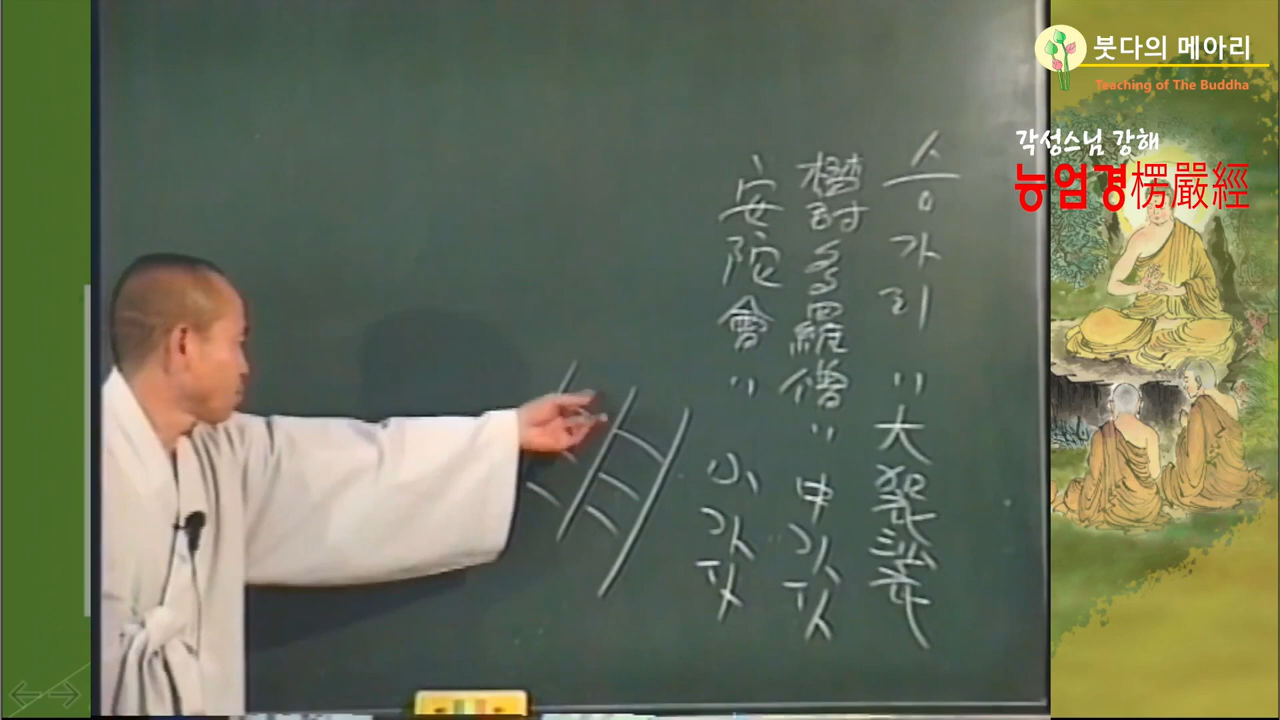 붓다의 메아리
Teaching of The Buddha
각성스님 강해
능엄경楞嚴經
승가리 〃 大袈裟
欝多羅僧 〃 中가사
安陀會 〃 小가사